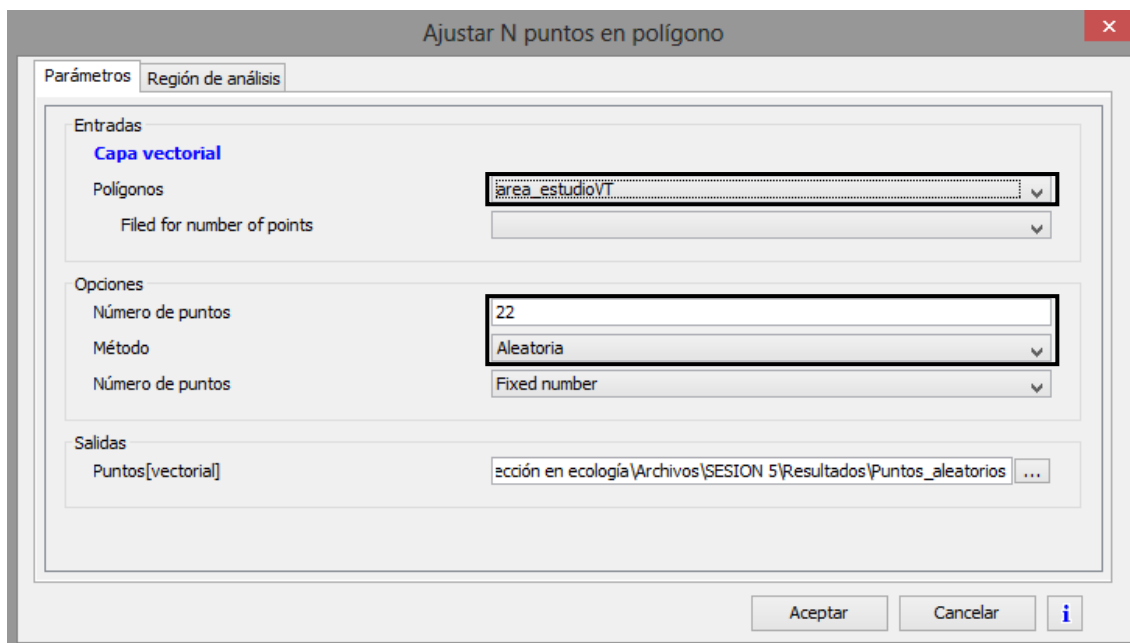 Ajustar N puntos en polígono
Parámetros Región de análisis
Entradas
Capa vectorial
Polígonos area_estudioVT
Filed for number of points
Opciones
Número de puntos 22
Método Aleatoria
Número de puntos Fixed number
Salidas
Puntos[vectorial] ección en ecología\Archivos\SESION 5\Resultados\Puntos_aleatorios ...
Aceptar Cancelar i